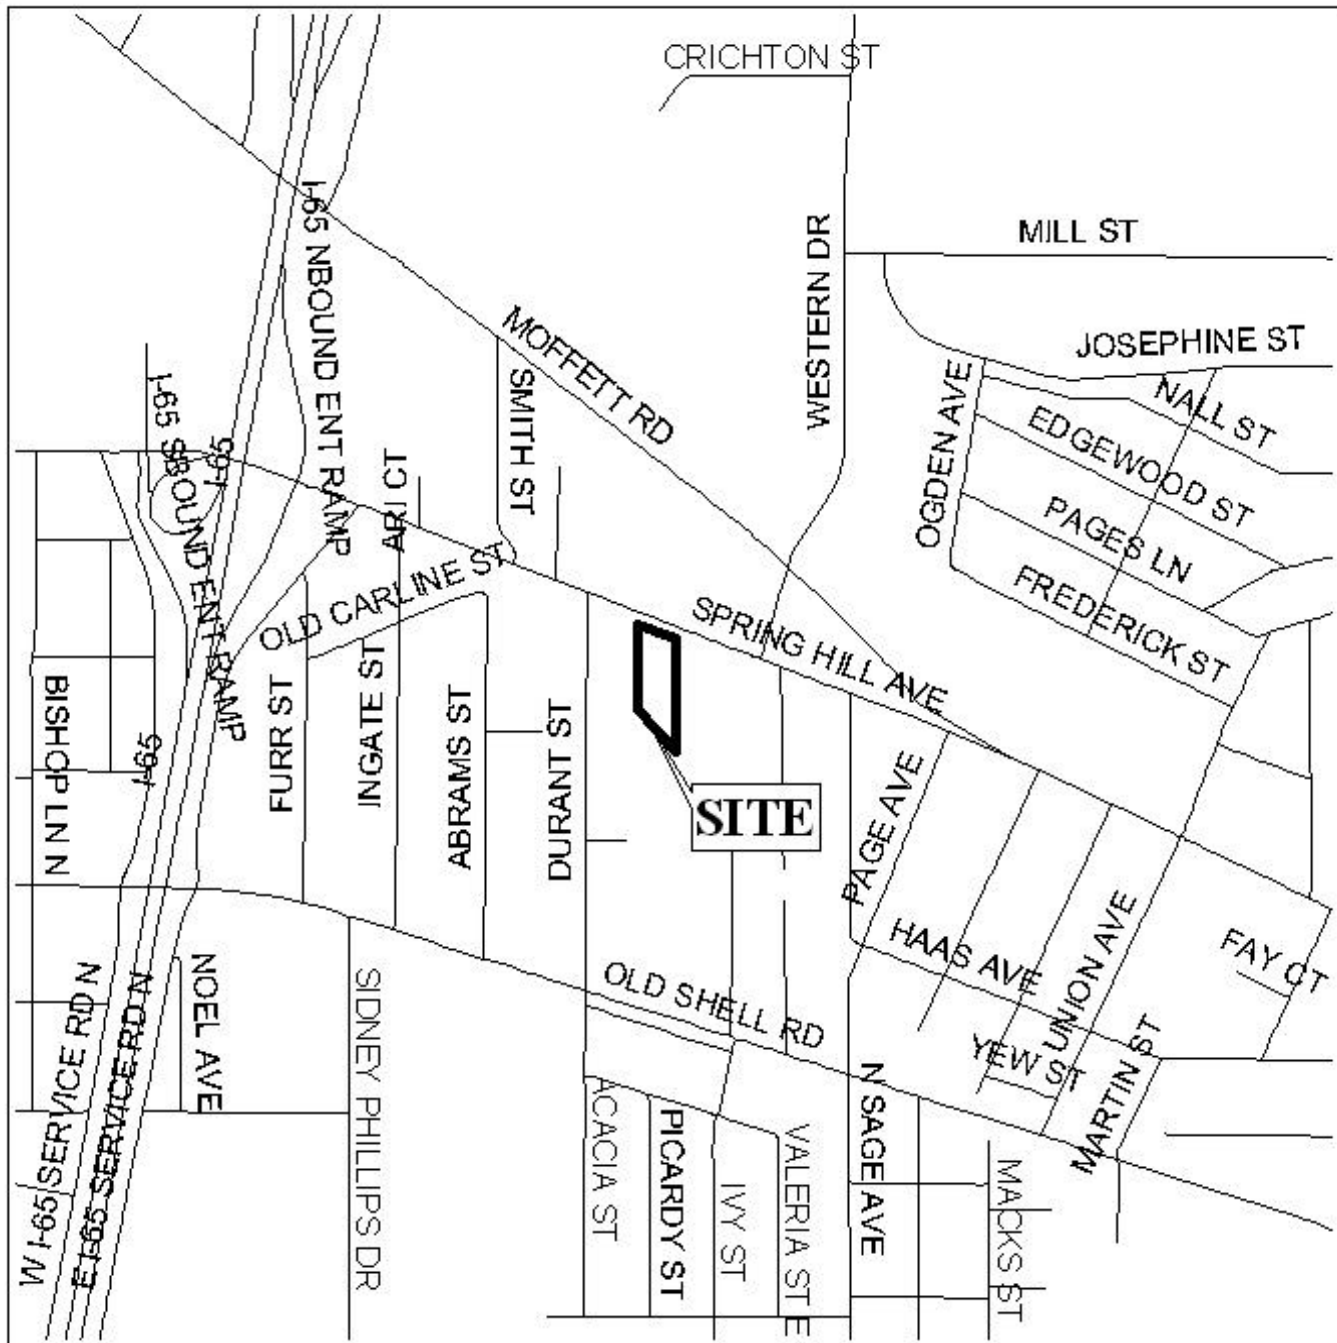 CRICHTON ST
I-65 NBOUND ENT RAMP
WESTERN DR
MILL ST
MOFFETT RD
JOSEPHINE ST
SMITH ST
OGDEN AVE
NALL ST
EDGEWOOD ST
I-65 SBOUND ENT RAMP
I-65
ARI CT
PAGES LN
OLD CARLINE ST
FREDERICK ST
SPRING HILL AVE
BISHOP LN N
I-65
FURR ST
INGATE ST
ABRAMS ST
DURANT ST
SITE
PAGE AVE
HAAS AVE
UNION AVE
FAY CT
OLD SHELL RD
NOEL AVE
SIDNEY PHILLIPS DR
W I-65 SERVICE RD N
E I-65 SERVICE RD N
YEW ST
MARTIN ST
N SAGE AVE
ACACIA ST
PICARDY ST
IVY ST
VALERIA ST E
MACKS ST